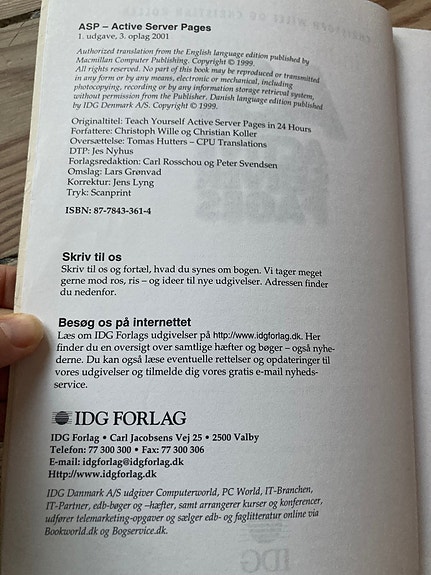 ASP – Active Server Pages
1. udgave, 3. oplag 2001
Authorized translation from the English language edition published by
Macmillan Computer Publishing. Copyright © 1999.
All rights reserved. No part of this book may be reproduced or transmitted
in any form or by any means, electronic or mechanical, including
photocopying, recording or by any information storage retrieval system,
without permission from the Publisher. Danish language edition published
by IDG Denmark A/S. Copyright © 1999.
Originaltitel: Teach Yourself Active Server Pages in 24 Hours
Forfattere: Christoph Wille og Christian Koller
Oversættelse: Tomas Hutters – CPU Translations
DTP: Jes Nyhus
Forlagsredaktion: Carl Rosschou og Peter Svendsen
Omslag: Lars Grønvad
Korrektur: Jens Lyng
Tryk: Scanprint
ISBN: 87-7843-361-4
Skriv til os
Skriv til os og fortæl, hvad du synes om bogen. Vi tager meget
gerne mod ros, ris – og ideer til nye udgivelser. Adressen finder
du nedenfor.
Besøg os på internettet
Læs om IDG Forlags udgivelser på http://www.idgforlag.dk. Her
finder du en oversigt over samtlige hæfter og bøger – også nyhe-
derne. Du kan også læse eventuelle rettelser og opdateringer til
vores udgivelser og tilmelde dig vores gratis e-mail nyheds-
service.
IDG FORLAG
IDG Forlag • Carl Jacobsens Vej 25 • 2500 Valby
Telefon: 77 300 300 • Fax: 77 300 306
E-mail: idgforlag@idgforlag.dk
Http://www.idgforlag.dk
IDG Danmark A/S udgiver Computerworld, PC World, IT-Branchen,
IT-Partner, edb-bøger og –hæfter, samt arrangerer kurser og konferencer,
udfører telemarketing-opgaver og sælger edb- og faglitteratur online via
Bookworld.dk og Bogservice.dk.